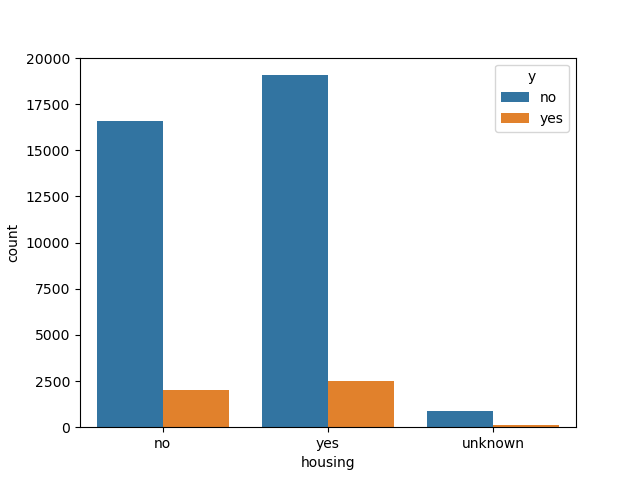 20000
17500
15000
12500
10000
7500
5000
2500
0
count
no
yes
unknown
housing
y
no
yes